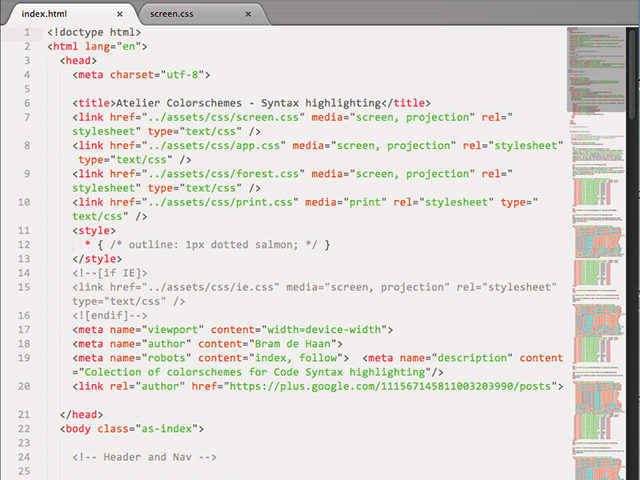 index.html × screen.css ×
1 <!doctype html>
2 <html lang="en">
3 <head>
4 <meta charset="utf-8">
5
6 <title>Atelier Colorschemes - Syntax highlighting</title>
7 <link href="../assets/css/screen.css" media="screen, projection" rel="
stylesheet" type="text/css" />
8 <link href="../assets/css/app.css" media="screen, projection" rel="stylesheet"
type="text/css" />
9 <link href="../assets/css/forest.css" media="screen, projection" rel="
stylesheet" type="text/css" />
10 <link href="../assets/css/print.css" media="print" rel="stylesheet" type="
text/css" />
11 <style>
12 * { /* outline: 1px dotted salmon; */ }
13 </style>
14 <!--[if IE]>
15 <link href="../assets/css/ie.css" media="screen, projection" rel="stylesheet"
type="text/css" />
16 <![endif]-->
17 <meta name="viewport" content="width=device-width">
18 <meta name="author" content="Bram de Haan">
19 <meta name="robots" content="index, follow"> <meta name="description" content
="Colection of colorschemes for Code Syntax highlighting"/>
20 <link rel="author" href="https://plus.google.com/111567145811003203990/posts">
21 </head>
22 <body class="as-index">
23
24 <!-- Header and Nav -->
25